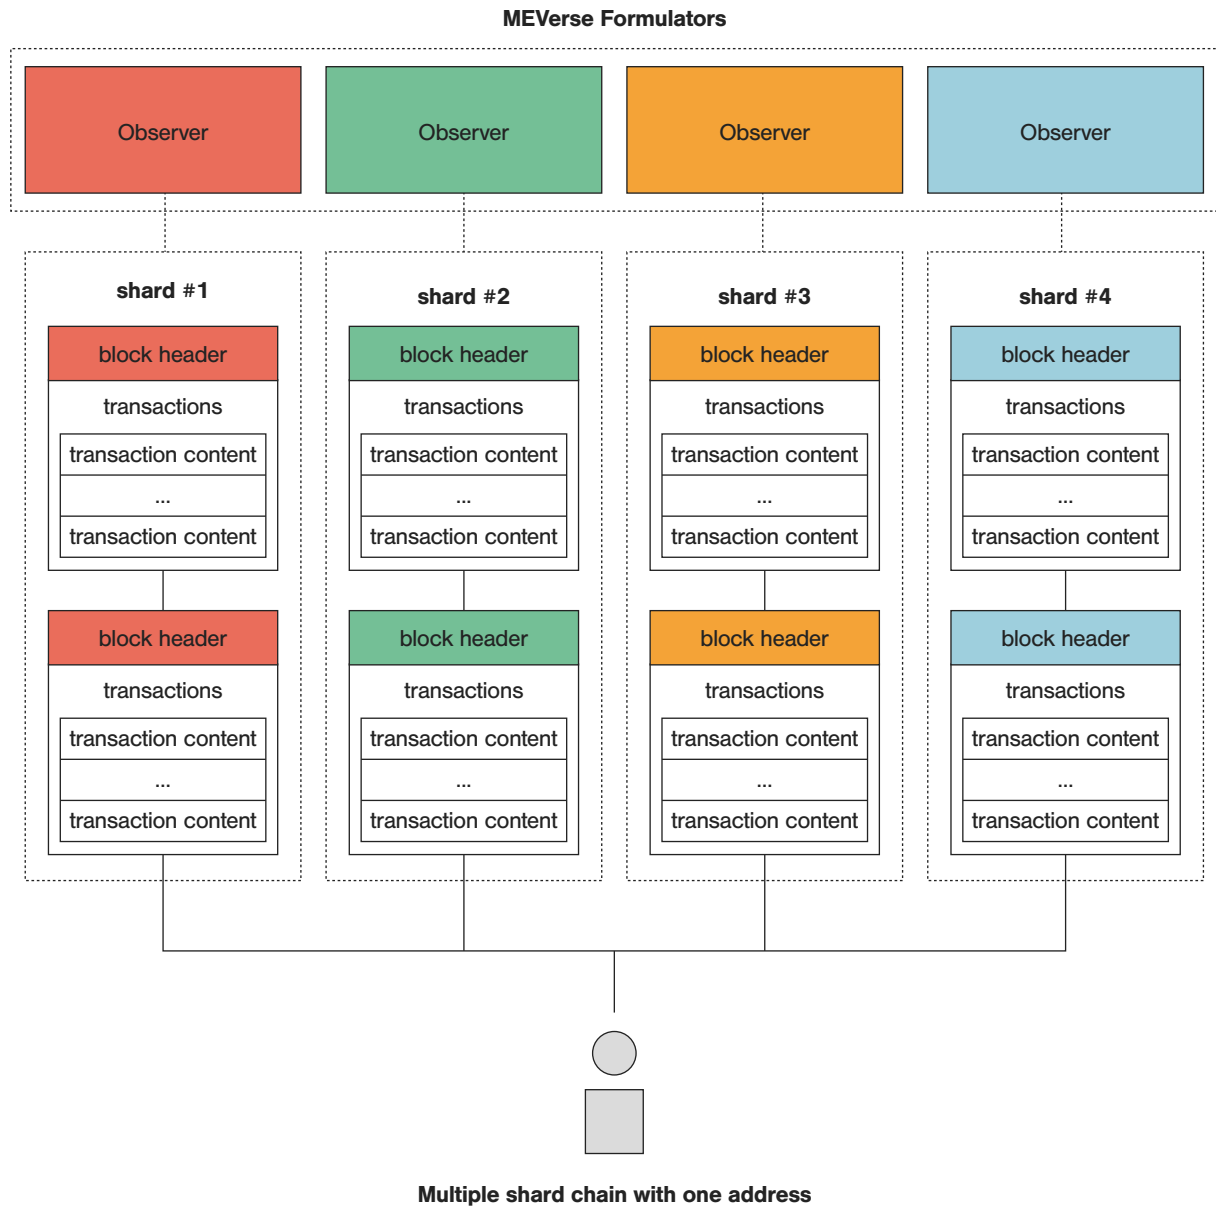 MEVerse Formulators
Observer
Observer
Observer
Observer
shard #1
shard #2
shard #3
shard #4
block header
block header
block header
block header
transactions
transactions
transactions
transactions
transaction content
transaction content
transaction content
transaction content
...
...
...
...
transaction content
transaction content
transaction content
transaction content
block header
block header
block header
block header
transactions
transactions
transactions
transactions
transaction content
transaction content
transaction content
transaction content
...
...
...
...
transaction content
transaction content
transaction content
transaction content
Multiple shard chain with one address